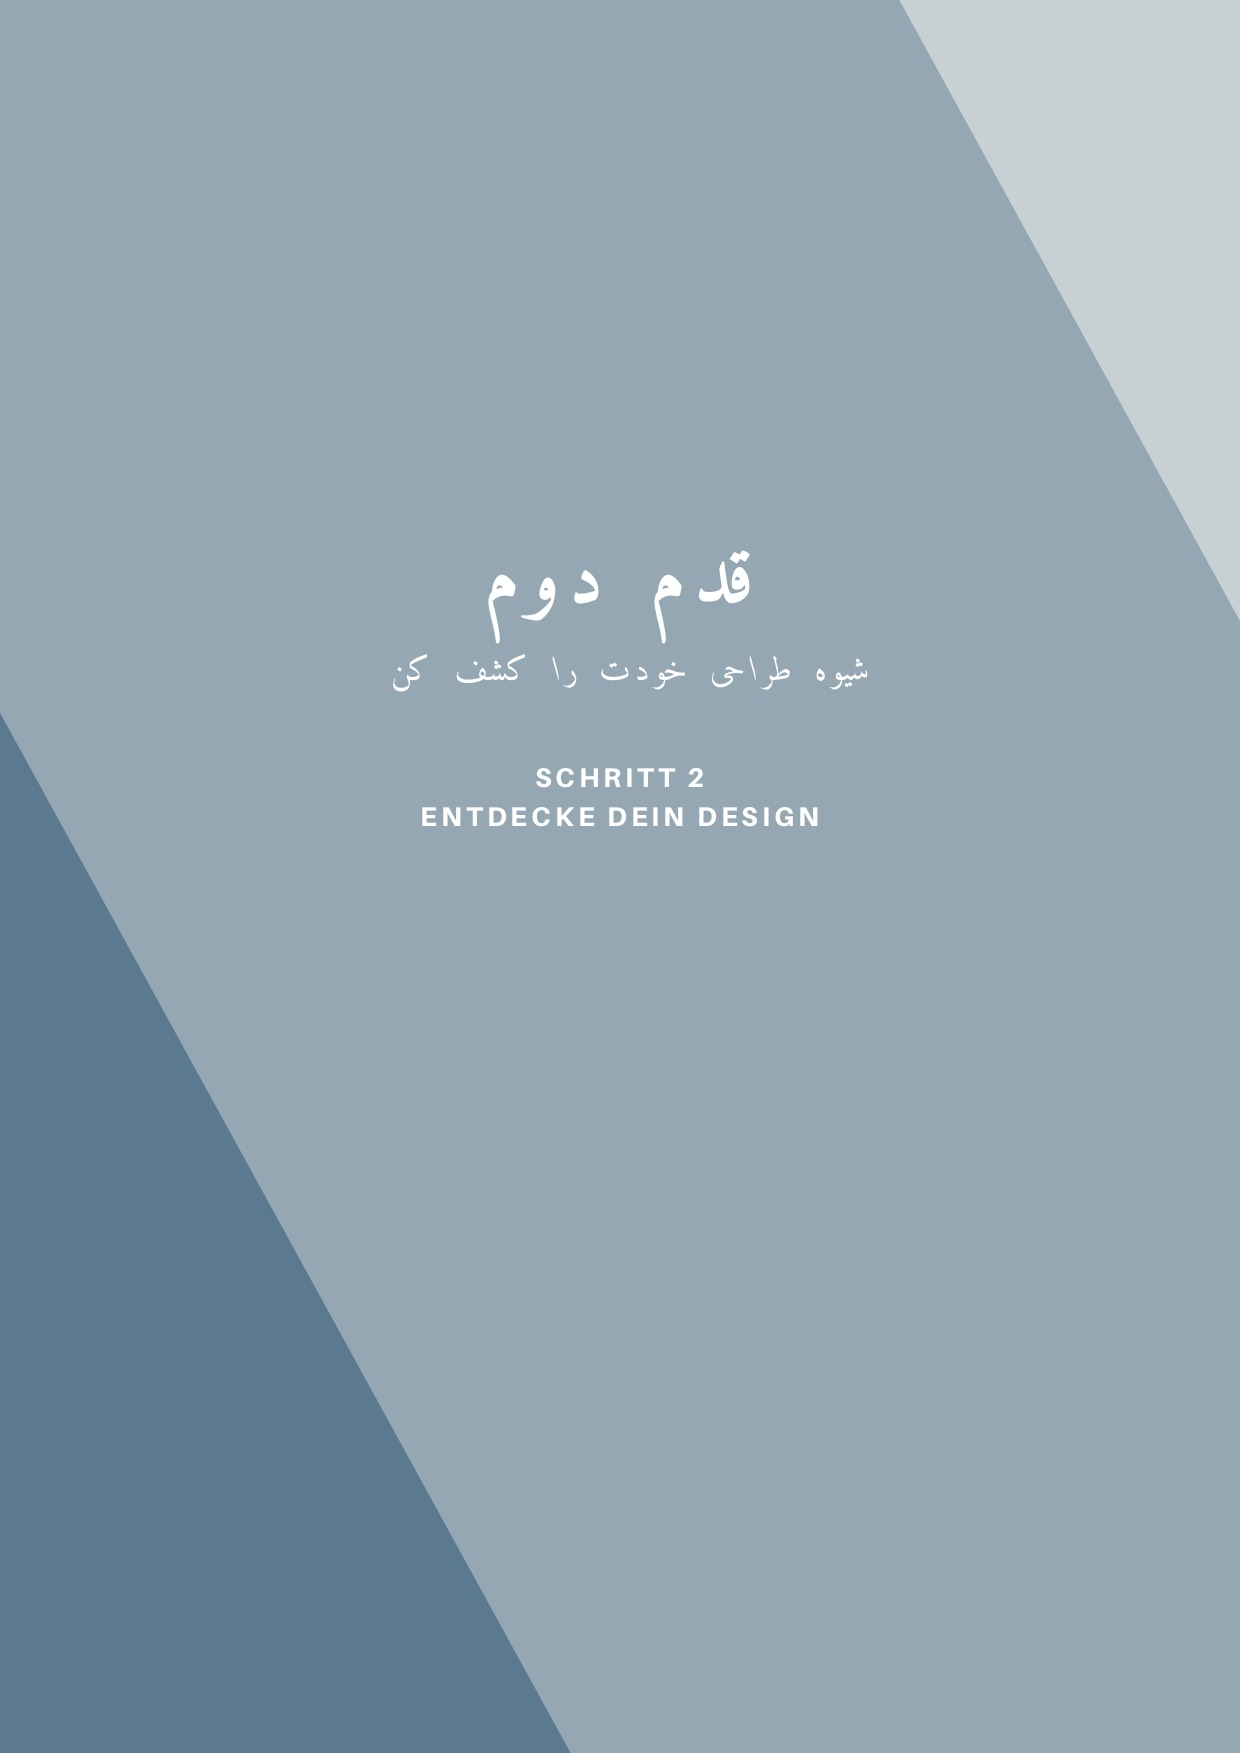 قدم دوم
شیوه طراحی خودت را کشف کن
SCHRITT 2
ENTDECKE DEIN DESIGN